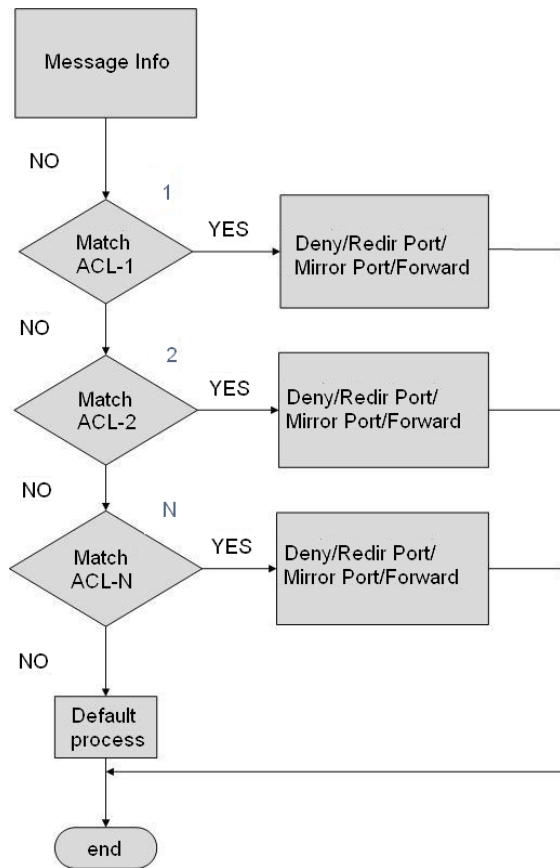 Message Info
NO
1
Match
ACL-1
YES
Deny/Redir Port/
Mirror Port/Forward
NO
2
Match
ACL-2
YES
Deny/Redir Port/
Mirror Port/Forward
NO
N
Match
ACL-N
YES
Deny/Redir Port/
Mirror Port/Forward
NO
Default
process
end